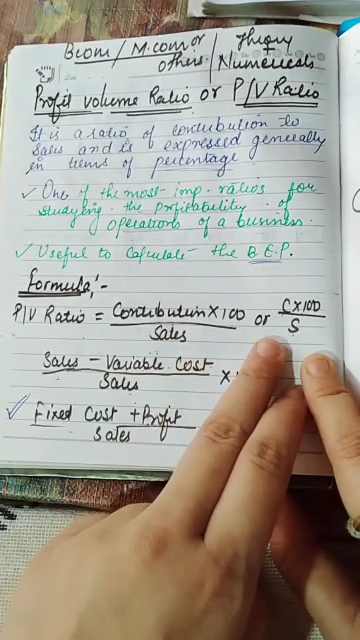 Bcom / M.com or others. | Theory Numericals
Profit volume Ratio or P/V Ratio
It is a ratio of contribution to
Sales and is expressed generally
in terms of percentage
✓ One of the most imp. ratios for
studying the profitability of
operations of a business.
✓ Useful to Calculate the B.E.P.
Formula:-
P/V Ratio = Contribution × 100 / Sales or C × 100 / S
Sales - Variable Cost / Sales ×
✓ Fixed Cost + Profit / Sales